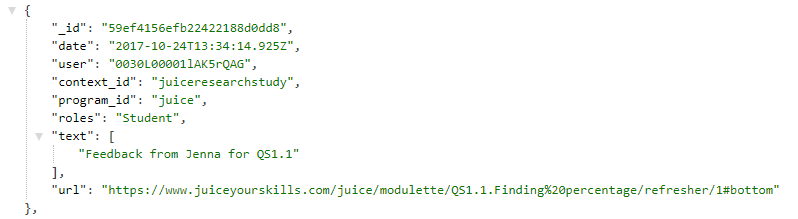 {
"_id": "59ef4156efb22422188d0dd8",
"date": "2017-10-24T13:34:14.925Z",
"user": "0030L00001lAK5rQAG",
"context_id": "juiceresearchstudy",
"program_id": "juice",
"roles": "Student",
"text": [
"Feedback from Jenna for QS1.1"
],
"url": "https://www.juiceyourskills.com/juice/modulette/QS1.1.Finding%20percentage/refresher/1#bottom"
},